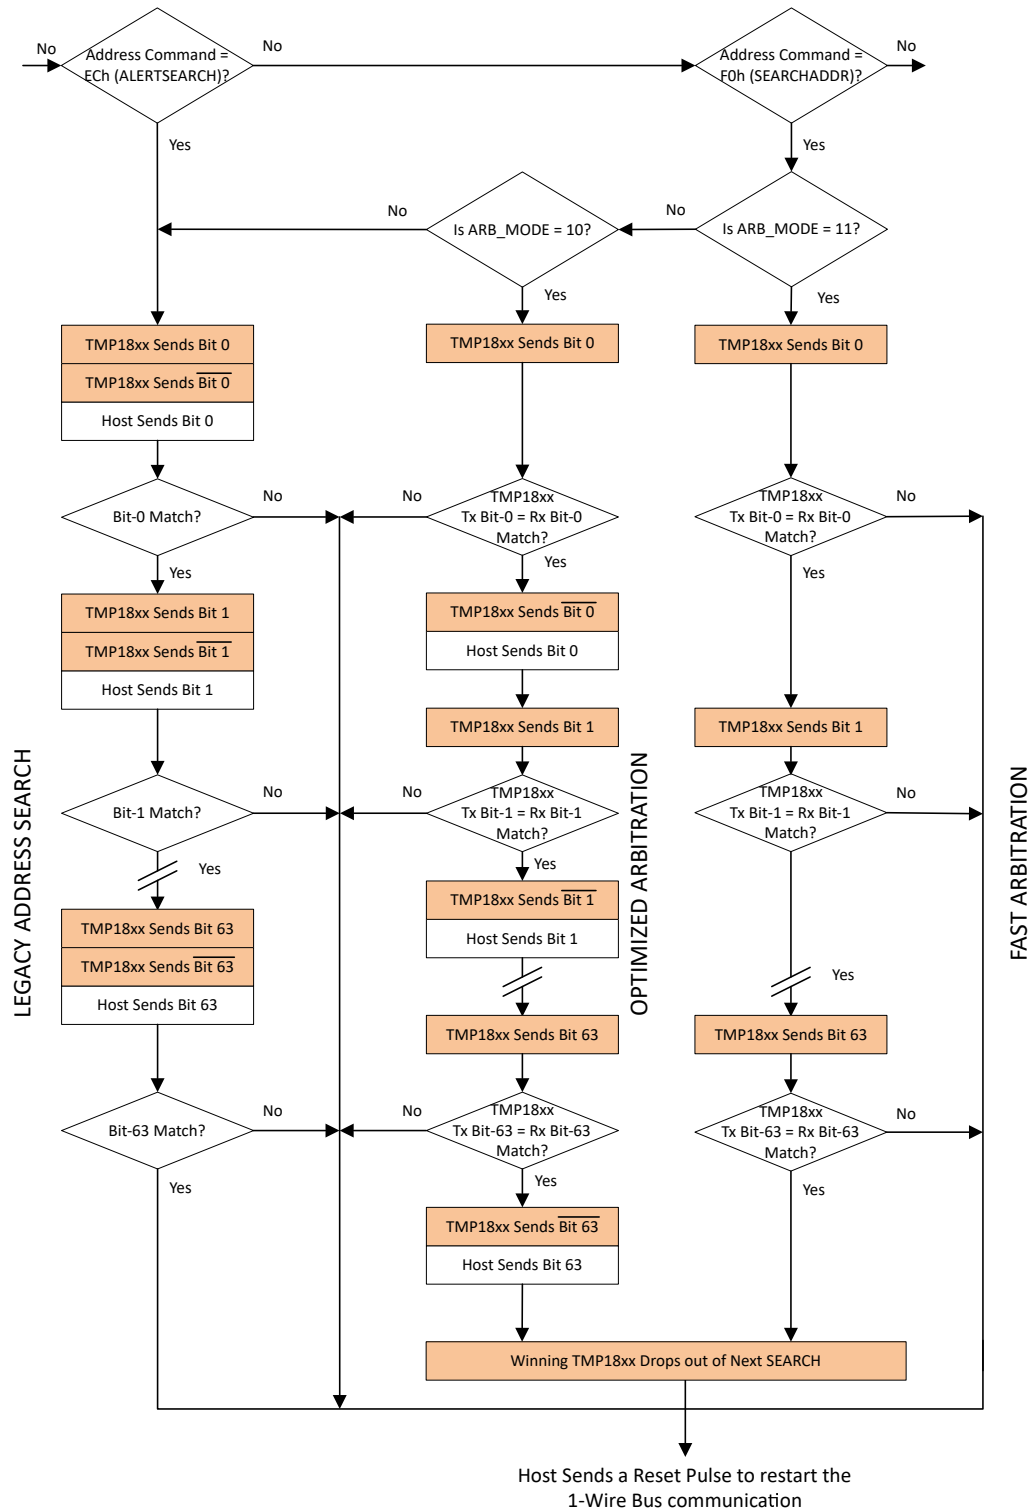 No
Address Command =
ECh (ALERTSEARCH)?
No
Address Command =
F0h (SEARCHADDR)?
No
Yes
Yes
No
Is ARB_MODE = 10?
No
Is ARB_MODE = 11?
Yes
Yes
TMP18xx Sends Bit 0
TMP18xx Sends Bit 0
Host Sends Bit 0
TMP18xx Sends Bit 0
TMP18xx Sends Bit 0
Bit-0 Match?
No
No
TMP18xx
Tx Bit-0 = Rx Bit-0
Match?
TMP18xx
Tx Bit-0 = Rx Bit-0
Match?
No
Yes
Yes
Yes
TMP18xx Sends Bit 1
TMP18xx Sends Bit 1
Host Sends Bit 1
TMP18xx Sends Bit 0
Host Sends Bit 0
TMP18xx Sends Bit 1
TMP18xx Sends Bit 1
Bit-1 Match?
No
No
TMP18xx
Tx Bit-1 = Rx Bit-1
Match?
TMP18xx
Tx Bit-1 = Rx Bit-1
Match?
No
Yes
Yes
TMP18xx Sends Bit 1
Host Sends Bit 1
Yes
TMP18xx Sends Bit 63
TMP18xx Sends Bit 63
Host Sends Bit 63
TMP18xx Sends Bit 63
TMP18xx Sends Bit 63
LEGACY ADDRESS SEARCH
OPTIMIZED ARBITRATION
FAST ARBITRATION
Bit-63 Match?
No
No
TMP18xx
Tx Bit-63 = Rx Bit-63
Match?
TMP18xx
Tx Bit-63 = Rx Bit-63
Match?
No
Yes
Yes
Yes
TMP18xx Sends Bit 63
Host Sends Bit 63
Winning TMP18xx Drops out of Next SEARCH
Host Sends a Reset Pulse to restart the
1-Wire Bus communication